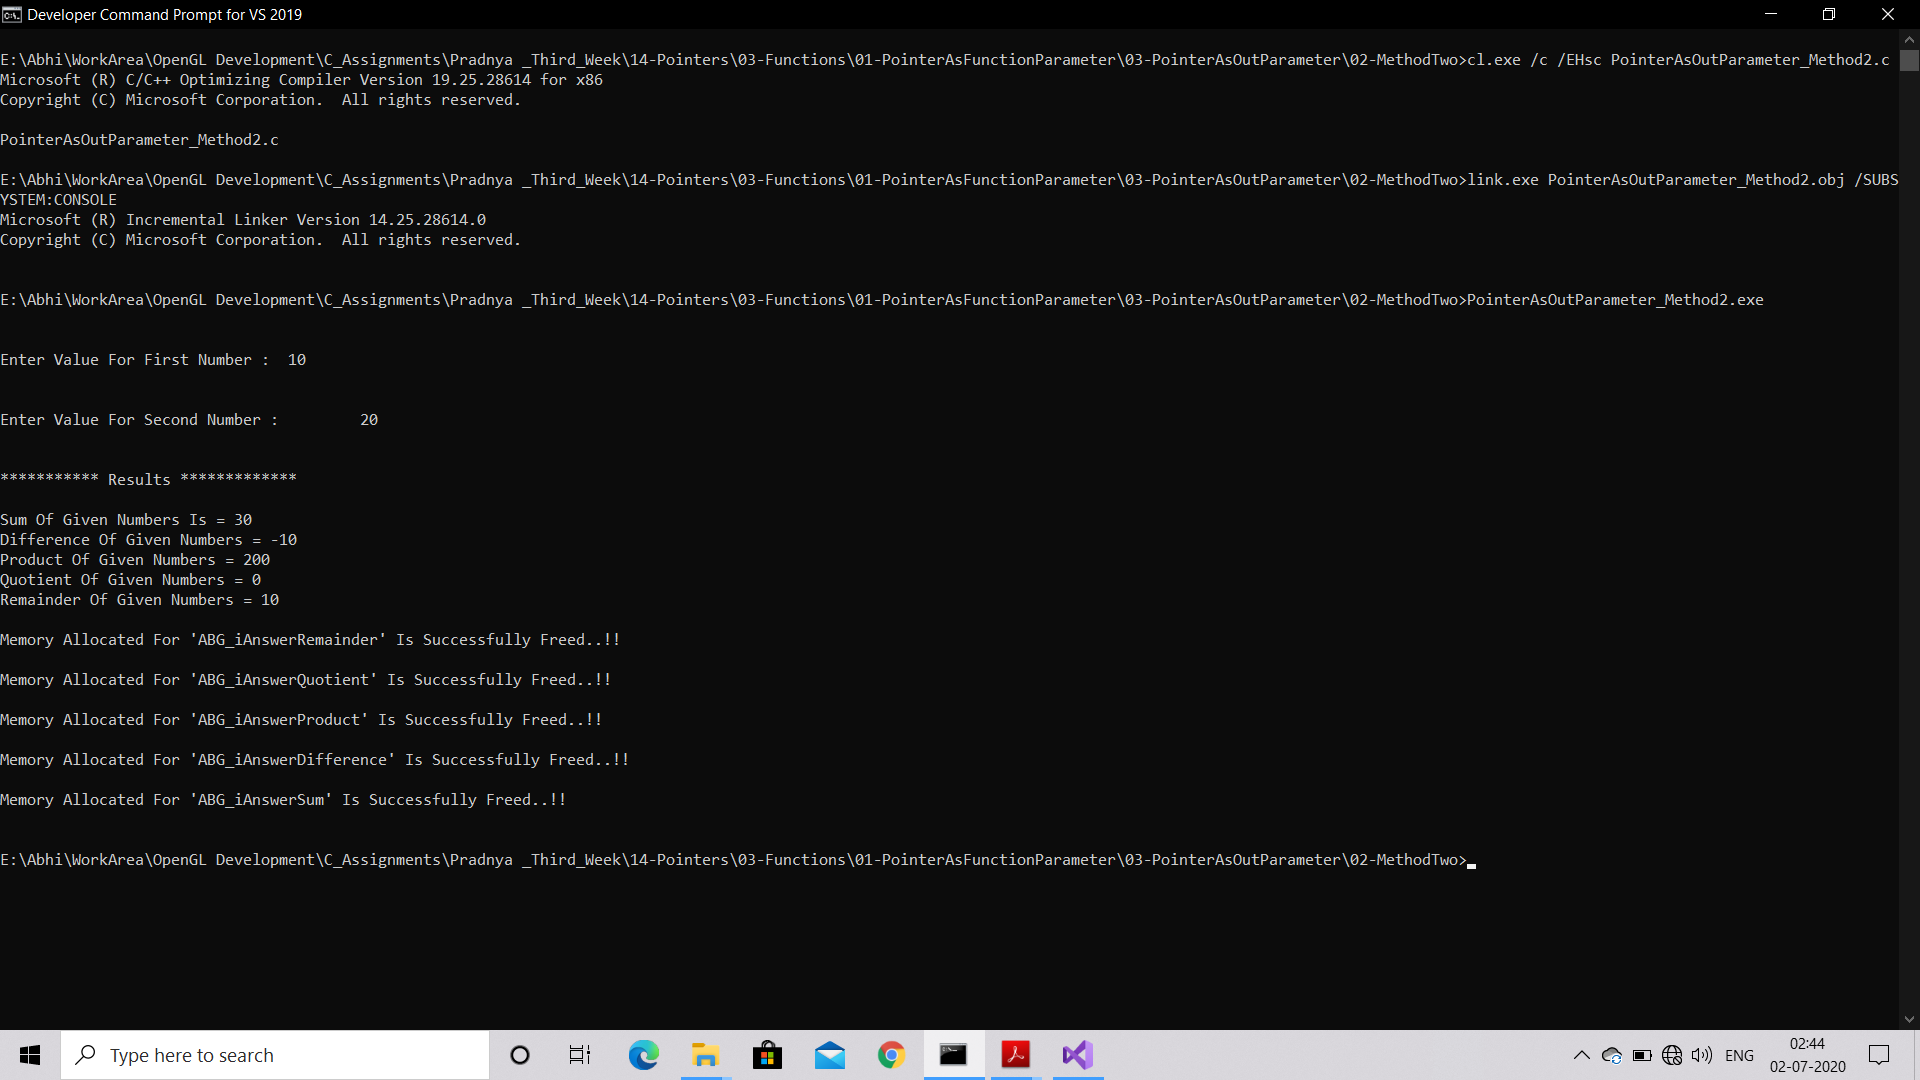 Developer Command Prompt for VS 2019
E:\Abhi\WorkArea\OpenGL Development\C_Assignments\Pradnya _Third_Week\14-Pointers\03-Functions\01-PointerAsFunctionParameter\03-PointerAsOutParameter\02-MethodTwo>cl.exe /c /EHsc PointerAsOutParameter_Method2.c
Microsoft (R) C/C++ Optimizing Compiler Version 19.25.28614 for x86
Copyright (C) Microsoft Corporation.  All rights reserved.
PointerAsOutParameter_Method2.c
E:\Abhi\WorkArea\OpenGL Development\C_Assignments\Pradnya _Third_Week\14-Pointers\03-Functions\01-PointerAsFunctionParameter\03-PointerAsOutParameter\02-MethodTwo>link.exe PointerAsOutParameter_Method2.obj /SUBS
YSTEM:CONSOLE
Microsoft (R) Incremental Linker Version 14.25.28614.0
Copyright (C) Microsoft Corporation.  All rights reserved.
E:\Abhi\WorkArea\OpenGL Development\C_Assignments\Pradnya _Third_Week\14-Pointers\03-Functions\01-PointerAsFunctionParameter\03-PointerAsOutParameter\02-MethodTwo>PointerAsOutParameter_Method2.exe
Enter Value For First Number :  10
Enter Value For Second Number :         20
*********** Results *************
Sum Of Given Numbers Is = 30
Difference Of Given Numbers = -10
Product Of Given Numbers = 200
Quotient Of Given Numbers = 0
Remainder Of Given Numbers = 10
Memory Allocated For 'ABG_iAnswerRemainder' Is Successfully Freed..!!
Memory Allocated For 'ABG_iAnswerQuotient' Is Successfully Freed..!!
Memory Allocated For 'ABG_iAnswerProduct' Is Successfully Freed..!!
Memory Allocated For 'ABG_iAnswerDifference' Is Successfully Freed..!!
Memory Allocated For 'ABG_iAnswerSum' Is Successfully Freed..!!
E:\Abhi\WorkArea\OpenGL Development\C_Assignments\Pradnya _Third_Week\14-Pointers\03-Functions\01-PointerAsFunctionParameter\03-PointerAsOutParameter\02-MethodTwo>
Type here to search
ENG
02:44
02-07-2020